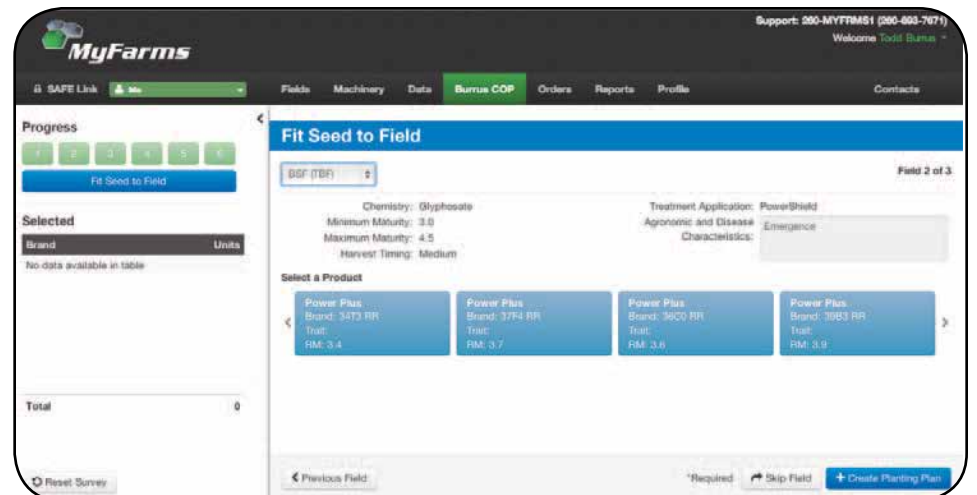 Support: 260-MYFRMS1 (260-693-7671)
MyFarms
Welcome Todd Burrus
SAFE Link
Me
Fields
Machinery
Data
Burrus COP
Orders
Reports
Profile
Contacts
Progress
1 2 3 4 5 6
Fit Seed to Field
Selected
Brand Units
No data available in table
Total 0
Reset Survey
Fit Seed to Field
Field 2 of 3
Chemistry: Glyphosate
Minimum Maturity: 3.0
Maximum Maturity: 4.5
Harvest Timing: Medium
Treatment Application: PowerShield
Agronomic and Disease
Characteristics:
Emergence
Select a Product
Power Plus
Brand: 34T3 RR
Trait:
RM: 3.4
Power Plus
Brand: 37F4 RR
Trait:
RM: 3.7
Power Plus
Brand: RR
Trait:
RM: 3.6
Power Plus
Brand: 39B3 RR
Trait:
RM: 3.9
Previous Field
*Required
Skip Field
+ Create Planting Plan